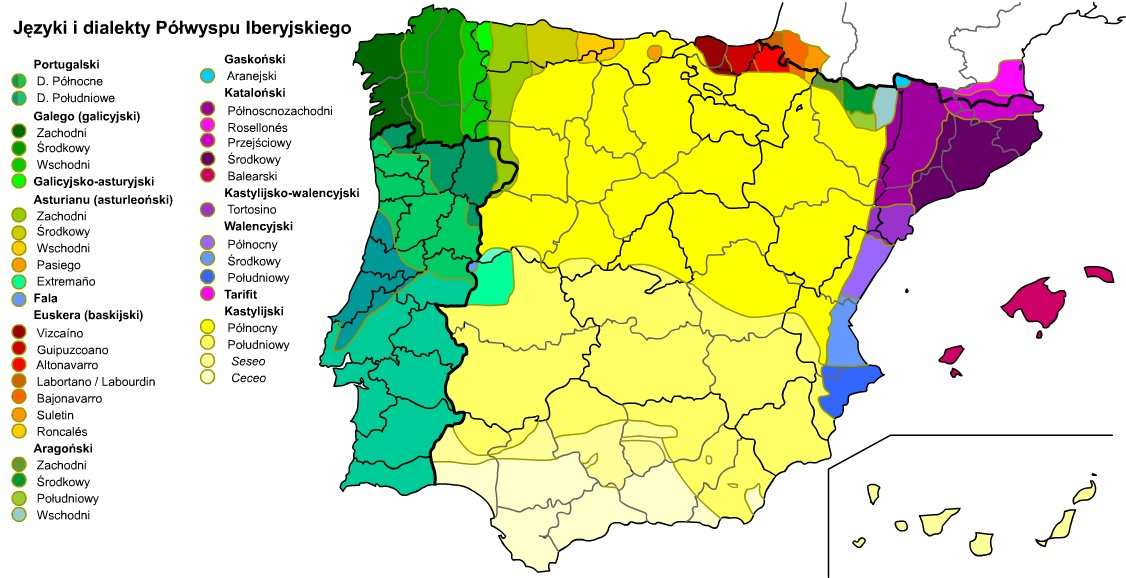 Języki i dialekty Półwyspu Iberyjskiego
Portugalski
D. Północne
D. Południowe
Galego (galicyjski)
Zachodni
Środkowy
Wschodni
Galicyjsko-asturyjski
Asturianu (asturleoński)
Zachodni
Środkowy
Wschodni
Pasiego
Extremaño
Fala
Euskera (baskijski)
Vizcaíno
Guipuzcoano
Altonavarro
Labortano / Labourdin
Bajonavarro
Suletin
Roncalés
Aragoński
Zachodni
Środkowy
Południowy
Wschodni
Gaskoński
Aranejski
Kataloński
Północnozachodni
Rosellonés
Przejściowy
Środkowy
Balearski
Kastylijsko-walencyjski
Tortosino
Walencyjski
Północny
Środkowy
Południowy
Tarifit
Kastylijski
Północny
Południowy
Seseo
Ceceo